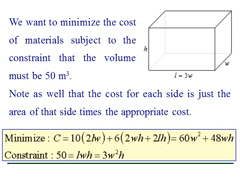 We want to minimize the cost
of materials subject to the
constraint that the volume
must be 50 m³.
h
w
l = 3w
Note as well that the cost for each side is just the
area of that side times the appropriate cost.
Minimize : C = 10(2lw)+6(2wh+2lh)= 60w²+48wh
Constraint : 50 = lwh = 3w²h